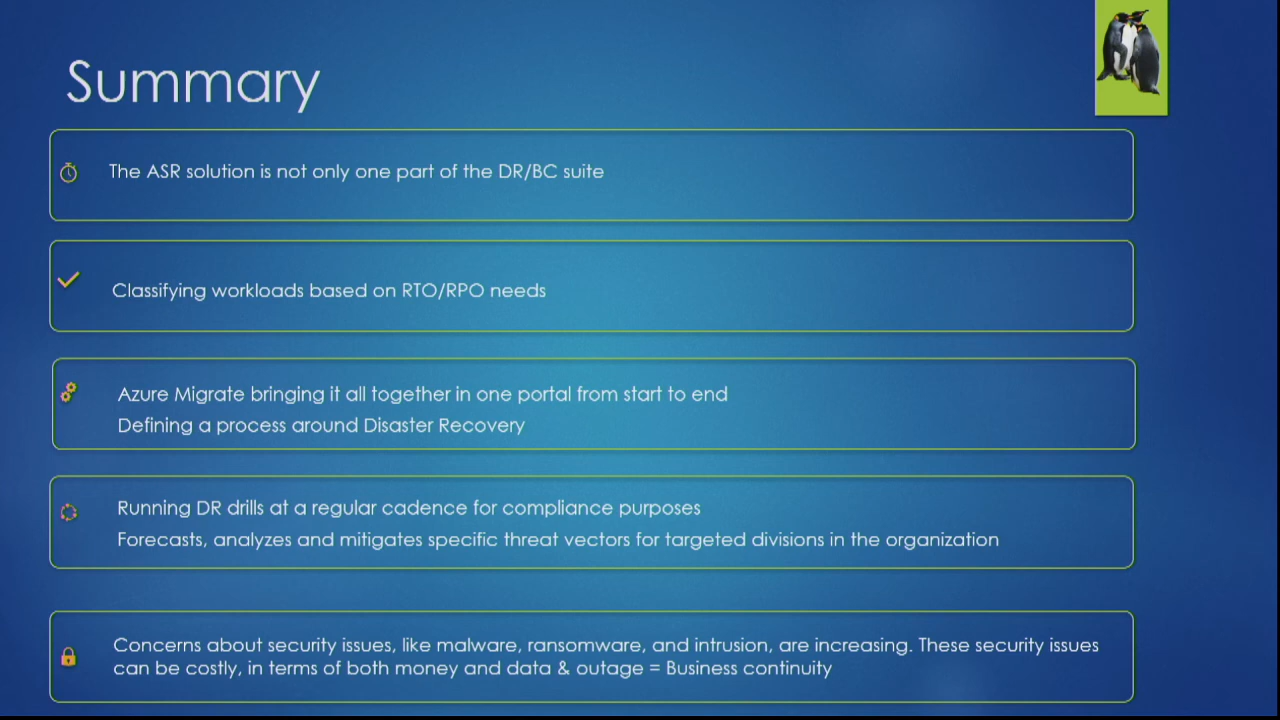 Summary
The ASR solution is not only one part of the DR/BC suite
Classifying workloads based on RTO/RPO needs
Azure Migrate bringing it all together in one portal from start to end
Defining a process around Disaster Recovery
Running DR drills at a regular cadence for compliance purposes
Forecasts, analyzes and mitigates specific threat vectors for targeted divisions in the organization
Concerns about security issues, like malware, ransomware, and intrusion, are increasing. These security issues
can be costly, in terms of both money and data & outage = Business continuity